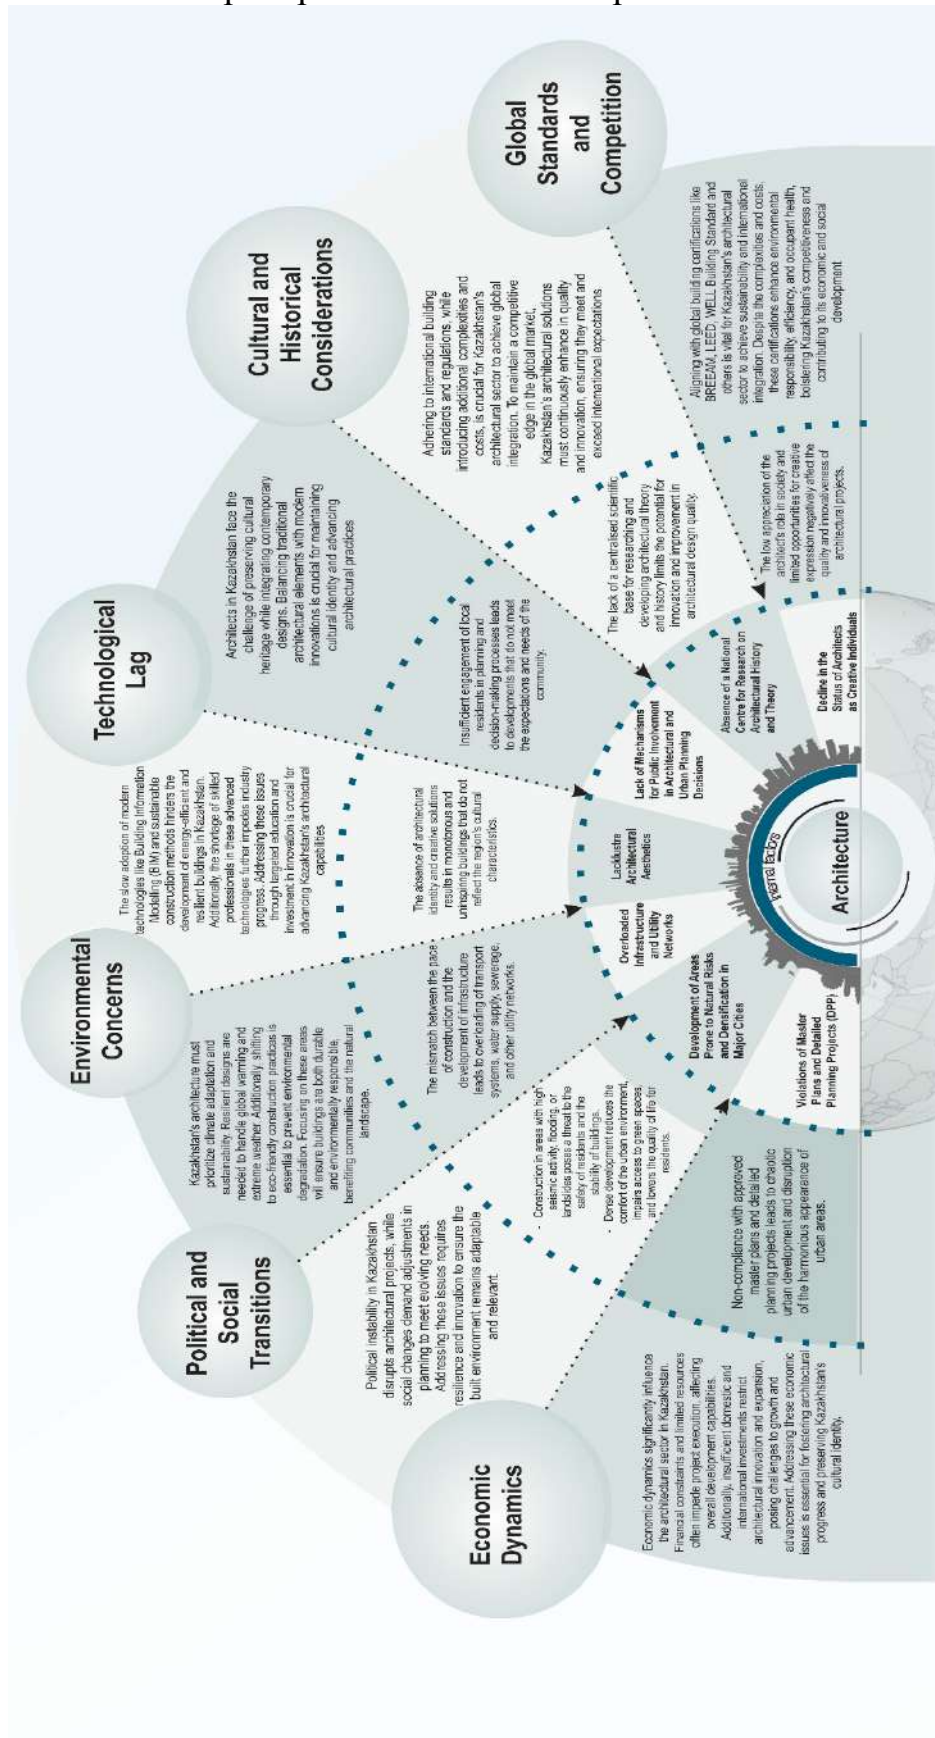 Economic
Dynamics
Economic dynamics significantly influence
the architectural sector in Kazakhstan.
Financial constraints and limited resources
often impede project execution, affecting
overall development capabilities.
Additionally, insufficient domestic and
international investments restrict
architectural innovation and expansion,
posing challenges to growth and
advancement. Addressing these economic
issues is essential for fostering architectural
progress and preserving Kazakhstan's
cultural identity.
Political and
Social
Transitions
Political instability in Kazakhstan
disrupts architectural projects, while
social changes demand adjustments in
planning to meet evolving needs.
Addressing these issues requires
resilience and innovation to ensure the
built environment remains adaptable
and relevant.
Environmental
Concerns
Kazakhstan's architecture must
prioritize climate adaptation and
sustainability. Resilient designs are
needed to handle global warming and
extreme weather. Additionally, shifting
to eco-friendly construction practices is
essential to prevent environmental
degradation. Focusing on these areas
will ensure buildings are both durable
and environmentally responsible,
benefiting communities and the natural
landscape.
Technological
Lag
The slow adoption of modern
technologies like Building Information
Modelling (BIM) and sustainable
construction methods hinders the
development of energy-efficient and
resilient buildings in Kazakhstan.
Additionally, the shortage of skilled
professionals in these advanced
technologies further impedes industry
progress. Addressing these issues
through targeted education and
investment in innovation is crucial for
advancing Kazakhstan's architectural
capabilities
Cultural and
Historical
Considerations
Architects in Kazakhstan face the
challenge of preserving cultural
heritage while integrating contemporary
designs. Balancing traditional
architectural elements with modern
innovations is crucial for maintaining
cultural identity and advancing
architectural practices
Global
Standards
and
Competition
Adhering to international building
standards and regulations, while
introducing additional complexities and
costs, is crucial for Kazakhstan's
architectural sector to achieve global
integration. To maintain a competitive
edge in the global market,
Kazakhstan's architectural solutions
must continuously enhance in quality
and innovation, ensuring they meet and
exceed international expectations
Aligning with global building certifications like
BREEAM, LEED, WELL Building Standard and
others is vital for Kazakhstan's architectural
sector to achieve sustainability and international
integration. Despite the complexities and costs,
these certifications enhance environmental
responsibility, efficiency, and occupant health,
bolstering Kazakhstan's competitiveness and
contributing to its economic and social
development
Non-compliance with approved
master plans and detailed
planning projects leads to chaotic
urban development and disruption
of the harmonious appearance of
urban areas.
- Construction in areas with high
seismic activity, flooding, or
landslides poses a threat to the
safety of residents and the
stability of buildings.
- Dense development reduces the
comfort of the urban environment,
impairs access to green spaces,
and lowers the quality of life for
residents.
The mismatch between the pace
of construction and the
development of infrastructure
leads to overloading of transport
systems, water supply, sewerage,
and other utility networks.
The absence of architectural
identity and creative solutions
results in monotonous and
uninspiring buildings that do not
reflect the region's cultural
characteristics.
Insufficient engagement of local
residents in planning and
decision-making processes leads
to developments that do not meet
the expectations and needs of the
community.
The lack of a centralised scientific
base for researching and
developing architectural theory
and history limits the potential for
innovation and improvement in
architectural design quality.
The low appreciation of the
architect's role in society and
limited opportunities for creative
expression negatively affect the
quality and innovativeness of
architectural projects.
Violations of Master
Plans and Detailed
Planning Projects (DPP)
Development of Areas
Prone to Natural Risks
and Densification in
Major Cities
Overloaded
Infrastructure
and Utility
Networks
Lacklustre
Architectural
Aesthetics
Lack of Mechanisms
for Public Involvement
in Architectural and
Urban Planning
Decisions
Absence of a National
Centre for Research on
Architectural History
and Theory
Decline in the
Status of Architects
as Creative Individuals
Internal factors
Architecture